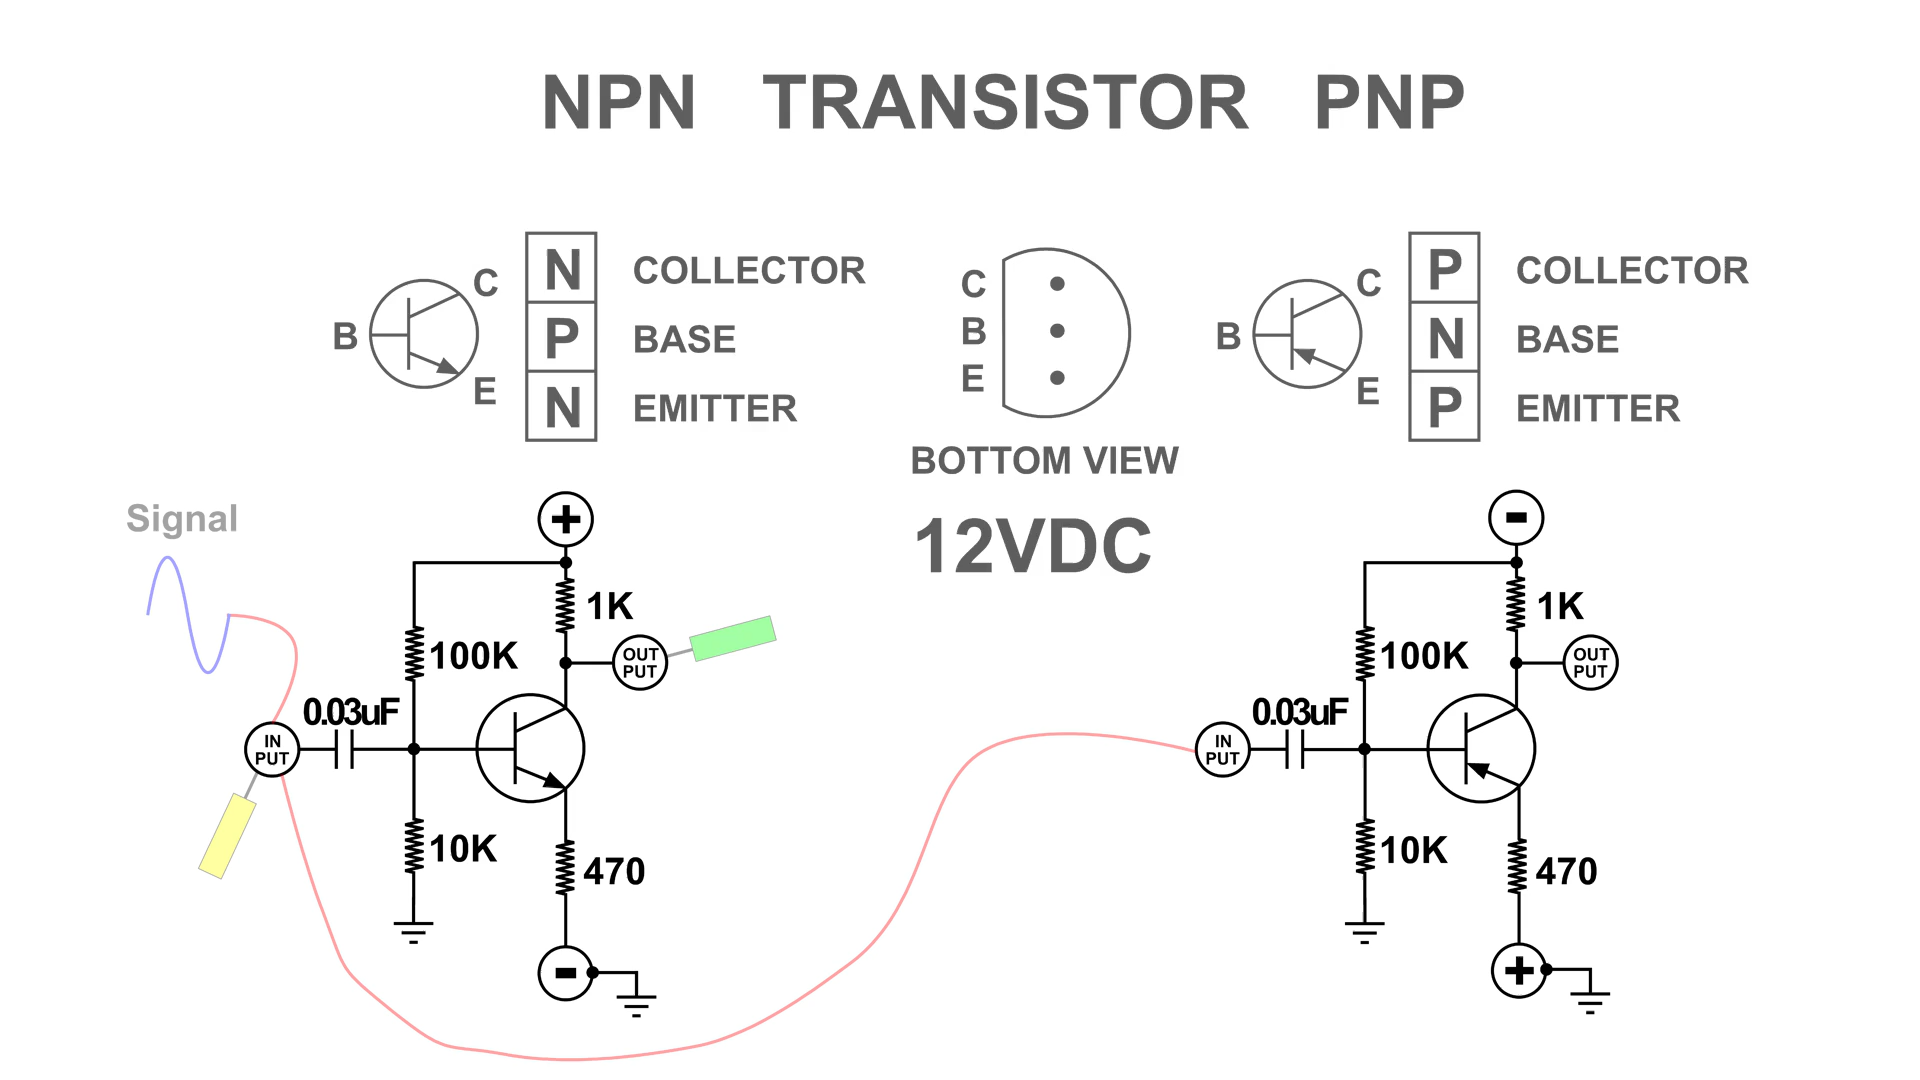 NPN TRANSISTOR PNP
C
B
E
N
P
N
COLLECTOR
BASE
EMITTER
C
B
E
BOTTOM VIEW
12VDC
C
B
E
P
N
P
COLLECTOR
BASE
EMITTER
Signal
+
1K
100K
OUT
PUT
0.03uF
IN
PUT
10K
470
-
-
1K
100K
OUT
PUT
0.03uF
IN
PUT
10K
470
+